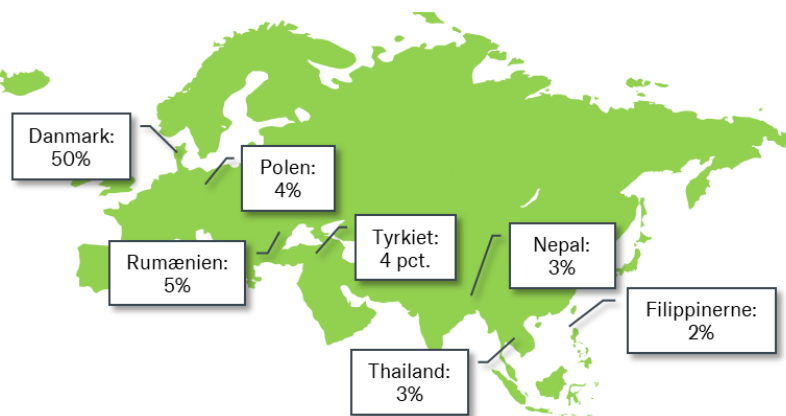 Danmark:
50%
Polen:
4%
Rumænien:
5%
Tyrkiet:
4 pct.
Nepal:
3%
Filippinerne:
2%
Thailand:
3%